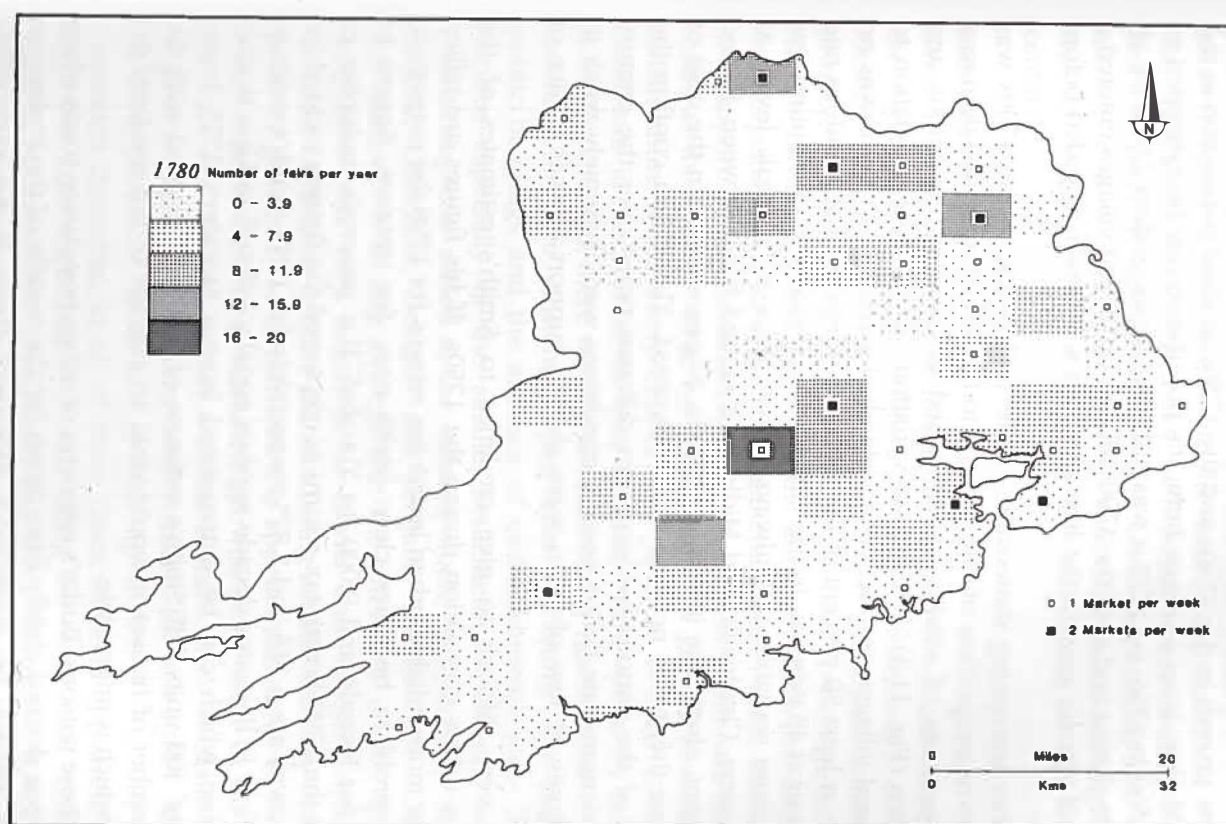 N
1780 Number of fairs per year
0 - 3.9
4 - 7.9
8 - 11.9
12 - 15.9
16 - 20
1 Market per week
2 Markets per week
0 Miles 20
0 Kms 32